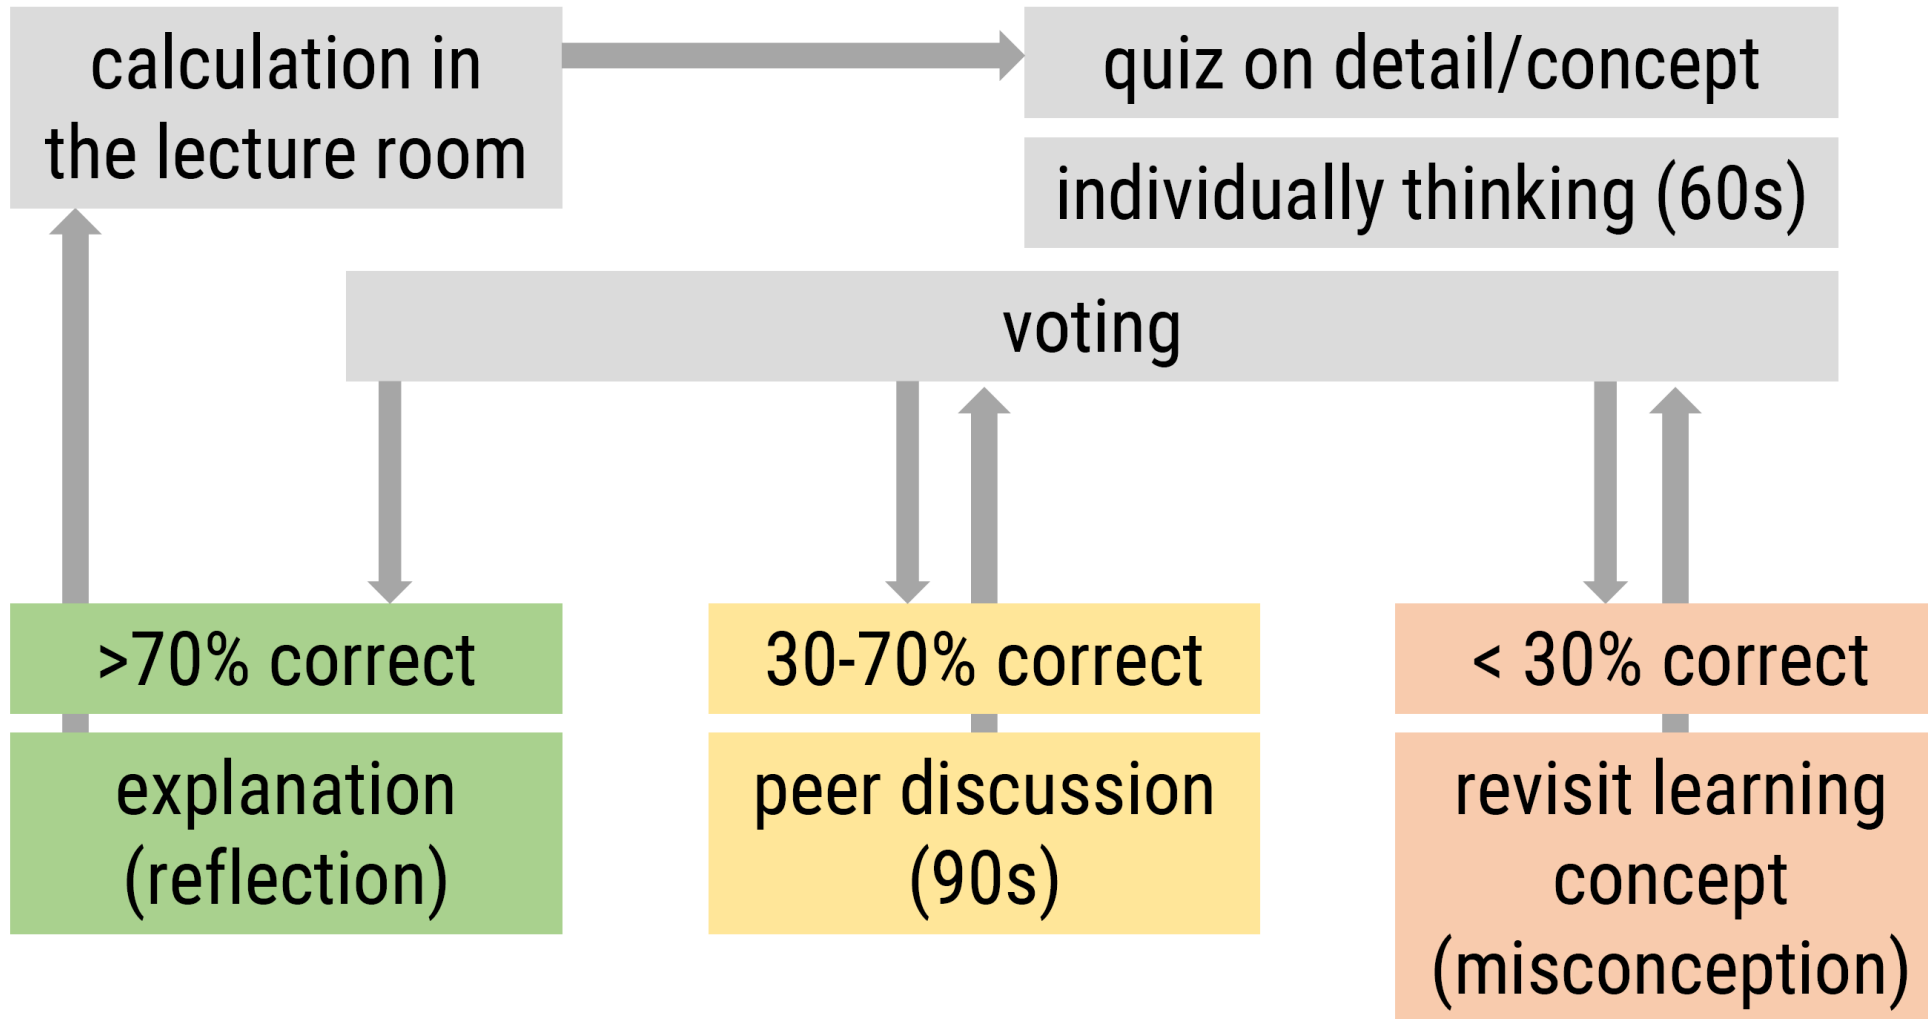 calculation in
the lecture room
quiz on detail/concept
individually thinking (60s)
voting
>70% correct
explanation
(reflection)
30-70% correct
peer discussion
(90s)
< 30% correct
revisit learning
concept
(misconception)